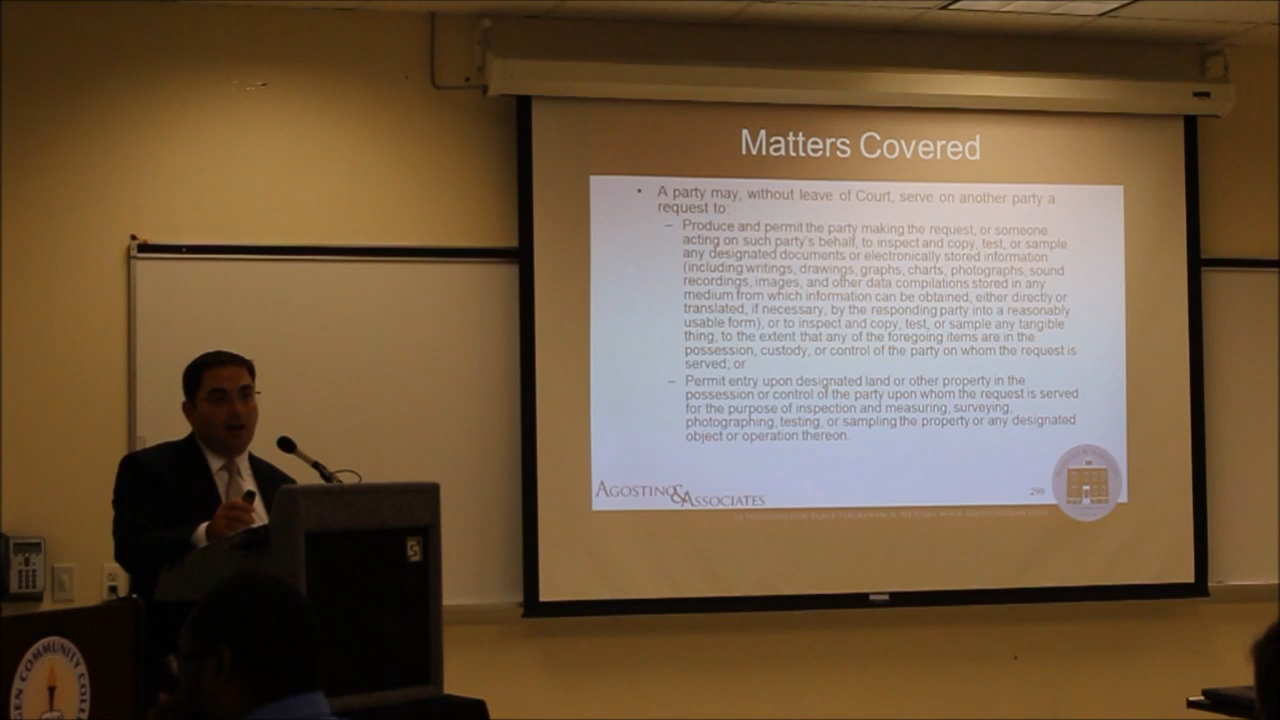 Matters Covered
• A party may, without leave of Court, serve on another party a
request to:
– Produce and permit the party making the request, or someone
acting on such party's behalf, to inspect and copy, test, or sample
any designated documents or electronically stored information
(including writings, drawings, graphs, charts, photographs, sound
recordings, images, and other data compilations stored in any
medium from which information can be obtained, either directly or
translated, if necessary, by the responding party into a reasonably
usable form), or to inspect and copy, test, or sample any tangible
thing, to the extent that any of the foregoing items are in the
possession, custody, or control of the party on whom the request is
served; or
– Permit entry upon designated land or other property in the
possession or control of the party upon whom the request is served
for the purpose of inspection and measuring, surveying,
photographing, testing, or sampling the property or any designated
object or operation thereon.
AGOSTINO & ASSOCIATES
298
GEN COMMUNITY COLLE